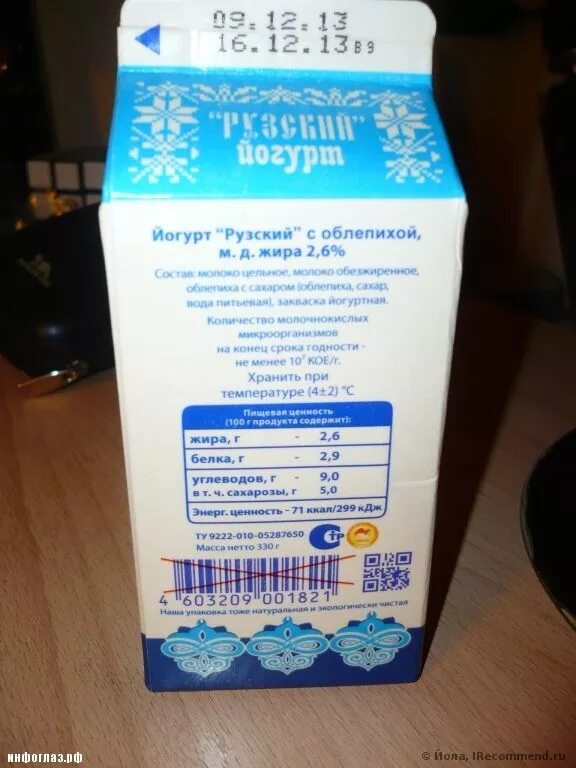 09.12.13
16.12.13 В9
"РУЗСКИЙ"
йогурт
Йогурт "Рузский" с облепихой,
м. д. жира 2,6%
Состав: молоко цельное, молоко обезжиренное,
облепиха с сахаром (облепиха, сахар,
вода питьевая), закваска йогуртная.
Количество молочнокислых
микроорганизмов
на конец срока годности -
не менее 10⁷ КОЕ/г.
Хранить при
температуре (4±2) °С
Пищевая ценность
(100 г продукта содержит):
жира, г - 2,6
белка, г - 2,9
углеводов, г - 9,0
в т. ч. сахарозы, г 5,0
Энерг. ценность - 71 ккал/299 кДж
ТУ 9222-010-05287650
Масса нетто 330 г
Стр
4 603209 001821
Наша упаковка тоже натуральная и экологически чистая
инфоглаз.рф
© Йола, IRecommend.ru